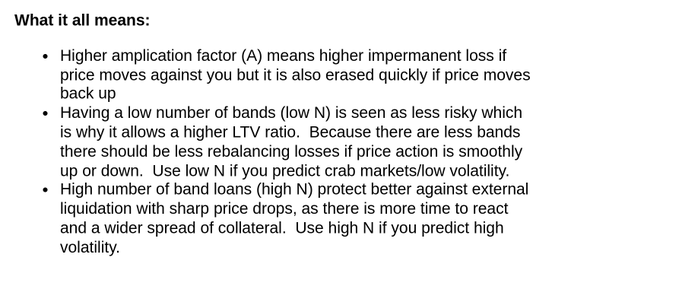 What it all means:
• Higher amplication factor (A) means higher impermanent loss if
price moves against you but it is also erased quickly if price moves
back up
• Having a low number of bands (low N) is seen as less risky which
is why it allows a higher LTV ratio.  Because there are less bands
there should be less rebalancing losses if price action is smoothly
up or down.  Use low N if you predict crab markets/low volatility.
• High number of band loans (high N) protect better against external
liquidation with sharp price drops, as there is more time to react
and a wider spread of collateral.  Use high N if you predict high
volatility.